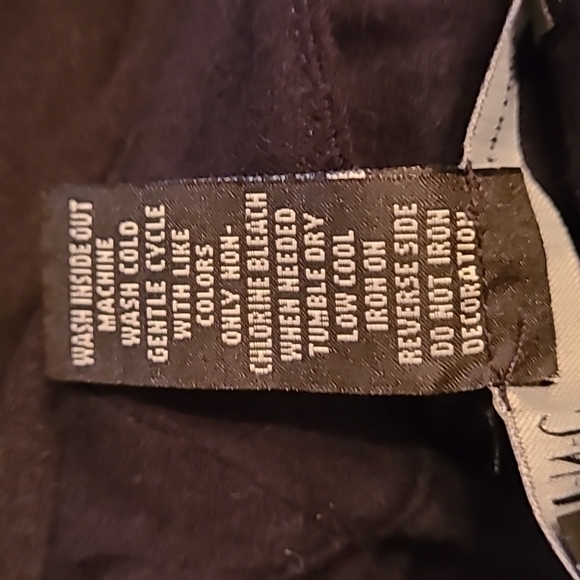 WASH INSIDE OUT
MACHINE
WASH COLD
GENTLE CYCLE
WITH LIKE
COLORS
ONLY NON-
CHLORINE BLEACH
WHEN NEEDED
TUMBLE DRY
LOW COOL
IRON ON
REVERSE SIDE
DO NOT IRON
DECORATION